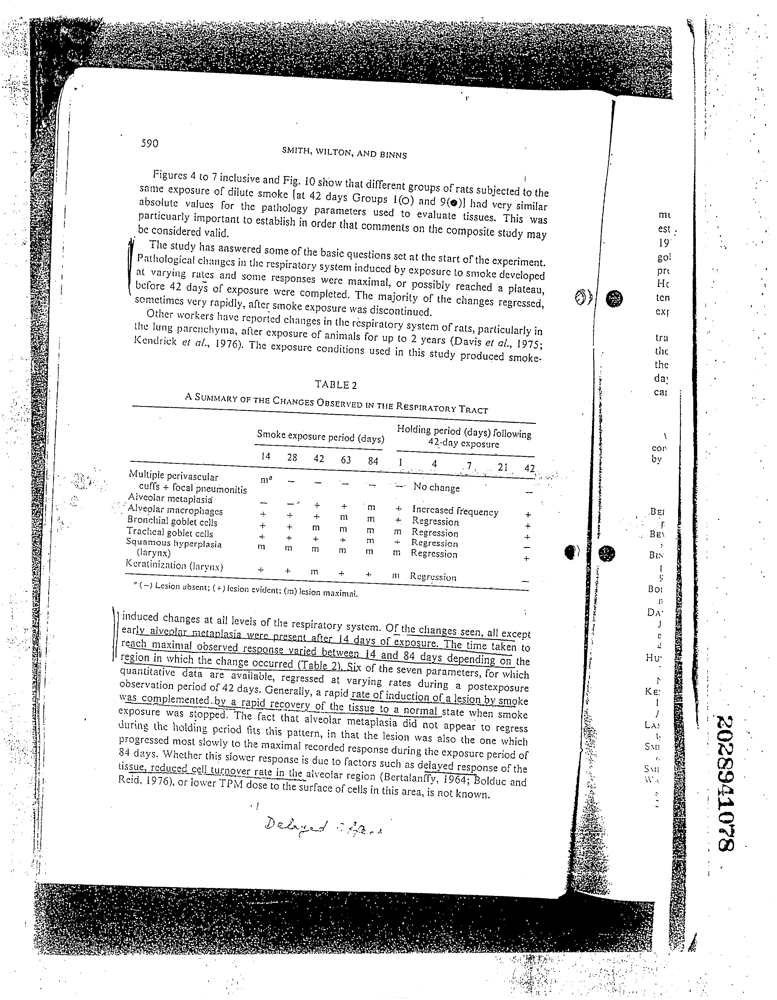 590
SMITH, WILTON, AND BINNS
Figures 4 to 7 inclusive and Fig. 10 show that different groups of rats subjected to the
same exposure of dilute smoke [at 42 days Groups 1(O) and 9(●)] had very similar
absolute values for the pathology parameters used to evaluate tissues. This was
particuarly important to establish in order that comments on the composite study may
be considered valid.
The study has answered some of the basic questions set at the start of the experiment.
Pathological changes in the respiratory system induced by exposure to smoke developed
at varying rates and some responses were maximal, or possibly reached a plateau,
before 42 days of exposure were completed. The majority of the changes regressed,
sometimes very rapidly, after smoke exposure was discontinued.
Other workers have reported changes in the respiratory system of rats, particularly in
the lung parenchyma, after exposure of animals for up to 2 years (Davis et al., 1975;
Kendrick et al., 1976). The exposure conditions used in this study produced smoke-
TABLE 2
A SUMMARY OF THE CHANGES OBSERVED IN THE RESPIRATORY TRACT
Smoke exposure period (days) Holding period (days) following
42-day exposure
14 28 42 63 84 1 4 7 21 42
Multiple perivascular
cuffs + focal pneumonitis mª − − − − − No change −
Alveolar metaplasia − − + + m + Increased frequency +
Alveolar macrophages + + + m m + Regression +
Bronchial goblet cells + + m m m m Regression +
Tracheal goblet cells + + + + m + Regression −
Squamous hyperplasia
(larynx) m m m m m m Regression +
Keratinization (larynx) + + m + + m Regression −
ª (−) Lesion absent; (+) lesion evident; (m) lesion maximal.
induced changes at all levels of the respiratory system. Of the changes seen, all except
early alveolar metaplasia were present after 14 days of exposure. The time taken to
reach maximal observed response varied between 14 and 84 days depending on the
region in which the change occurred (Table 2). Six of the seven parameters, for which
quantitative data are available, regressed at varying rates during a postexposure
observation period of 42 days. Generally, a rapid rate of induction of a lesion by smoke
was complemented by a rapid recovery of the tissue to a normal state when smoke
exposure was stopped. The fact that alveolar metaplasia did not appear to regress
during the holding period fits this pattern, in that the lesion was also the one which
progressed most slowly to the maximal recorded response during the exposure period of
84 days. Whether this slower response is due to factors such as delayed response of the
tissue, reduced cell turnover rate in the alveolar region (Bertalanffy, 1964; Bolduc and
Reid, 1976), or lower TPM dose to the surface of cells in this area, is not known.
Delayed
est
19
gol
pre
ten
exp
tra
the
the
da
cai
con
by
BEI
BEV
BIN
BOI
DA
HU
KE
LA
SMI
SMI
2028941078